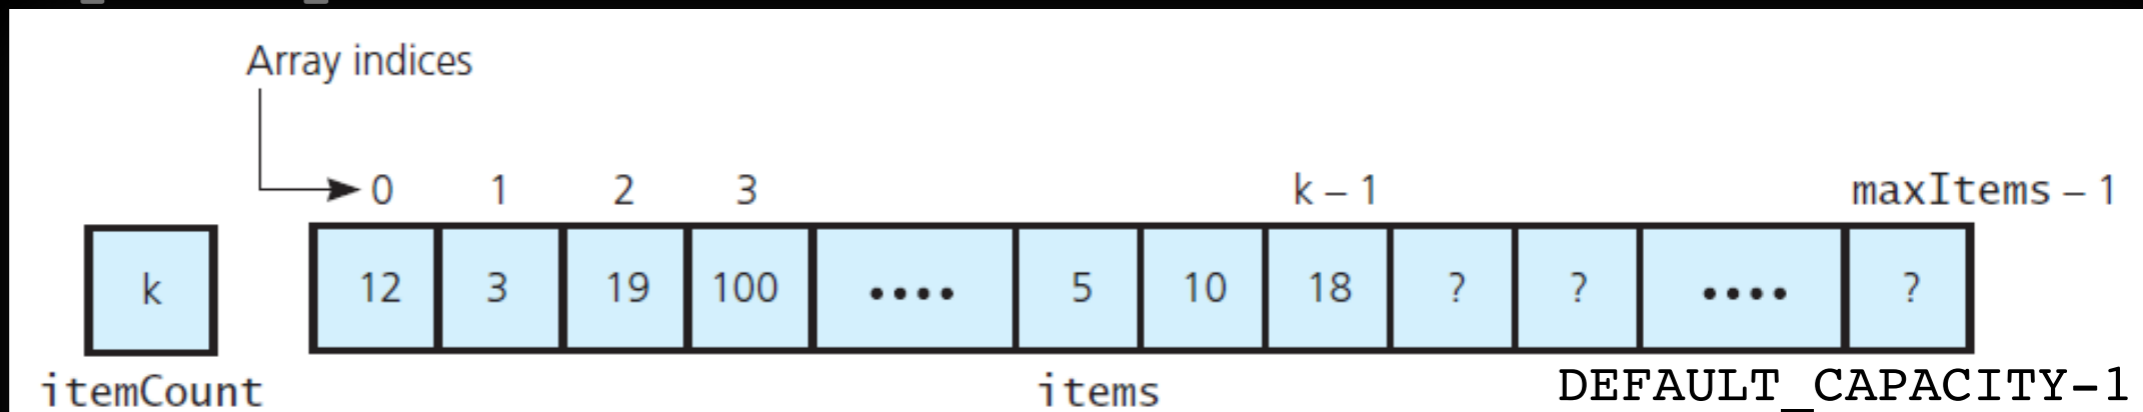 Array indices
0 1 2 3 k – 1 maxItems – 1
k 12 3 19 100 •••• 5 10 18 ? ? •••• ?
itemCount items DEFAULT_CAPACITY-1